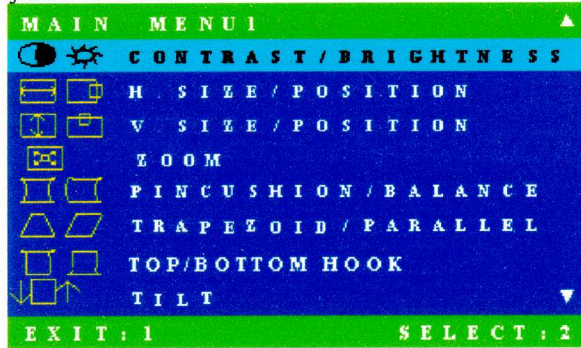 MAIN MENU1
CONTRAST/BRIGHTNESS
H. SIZE/POSITION
V SIZE/POSITION
ZOOM
PINCUSHION/BALANCE
TRAPEZOID/PARALLEL
TOP/BOTTOM HOOK
TILT
EXIT:1 SELECT:2